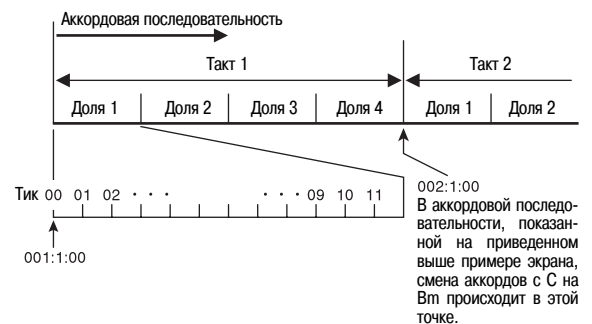 Аккордовая последовательность
Такт 1 Такт 2
Доля 1 Доля 2 Доля 3 Доля 4 Доля 1 Доля 2
Тик 00 01 02 · · · · · · 09 10 11
001:1:00
002:1:00
В аккордовой последо-
вательности, показан-
ной на приведенном
выше примере экрана,
смена аккордов с C на
Bm происходит в этой
точке.